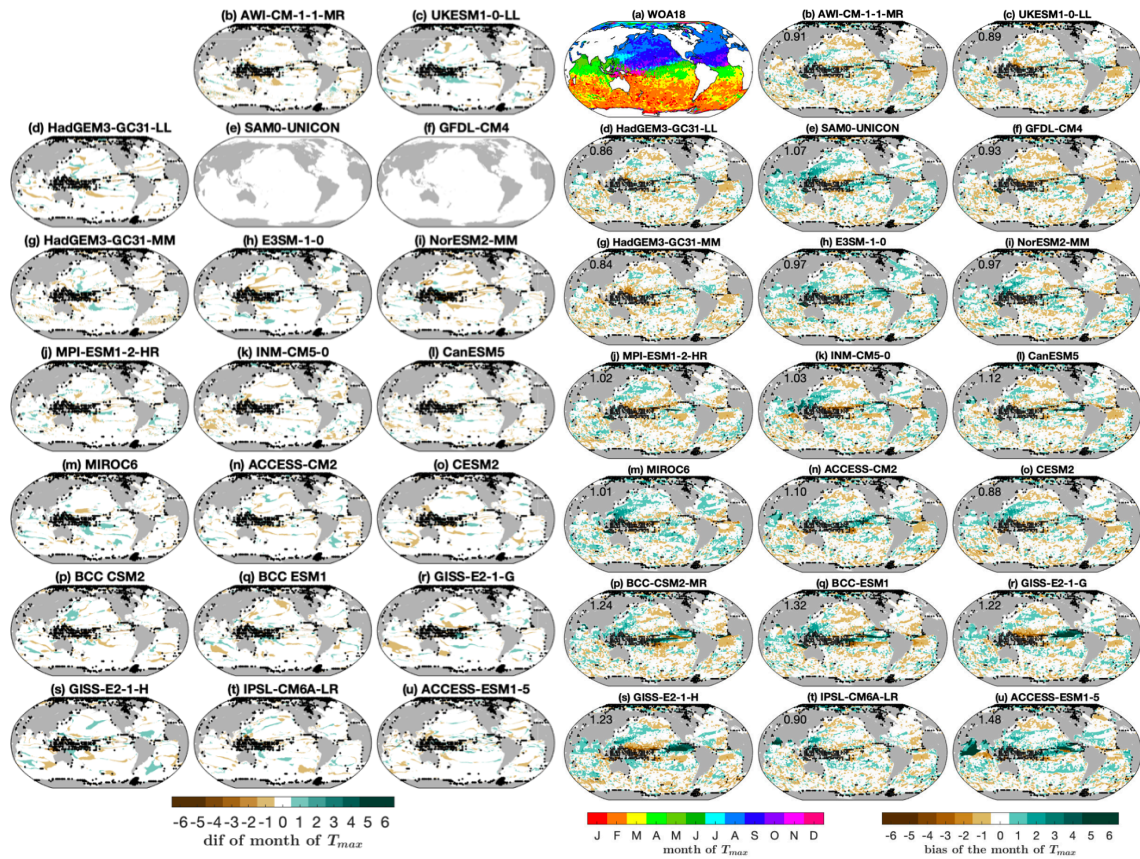 (b) AWI-CM-1-1-MR
(c) UKESM1-0-LL
(d) HadGEM3-GC31-LL
(e) SAM0-UNICON
(f) GFDL-CM4
(g) HadGEM3-GC31-MM
(h) E3SM-1-0
(i) NorESM2-MM
(j) MPI-ESM1-2-HR
(k) INM-CM5-0
(l) CanESM5
(m) MIROC6
(n) ACCESS-CM2
(o) CESM2
(p) BCC CSM2
(q) BCC ESM1
(r) GISS-E2-1-G
(s) GISS-E2-1-H
(t) IPSL-CM6A-LR
(u) ACCESS-ESM1-5
-6 -5 -4 -3 -2 -1 0 1 2 3 4 5 6
dif of month of Tmax
(a) WOA18
(b) AWI-CM-1-1-MR
(c) UKESM1-0-LL
0.91
0.89
(d) HadGEM3-GC31-LL
(e) SAM0-UNICON
(f) GFDL-CM4
0.86
1.07
0.93
(g) HadGEM3-GC31-MM
(h) E3SM-1-0
(i) NorESM2-MM
0.84
0.97
0.97
(j) MPI-ESM1-2-HR
(k) INM-CM5-0
(l) CanESM5
1.02
1.03
1.12
(m) MIROC6
(n) ACCESS-CM2
(o) CESM2
1.01
1.10
0.88
(p) BCC-CSM2-MR
(q) BCC-ESM1
(r) GISS-E2-1-G
1.24
1.32
1.22
(s) GISS-E2-1-H
(t) IPSL-CM6A-LR
(u) ACCESS-ESM1-5
1.23
0.90
1.48
J F M A M J J A S O N D
month of Tmax
-6 -5 -4 -3 -2 -1 0 1 2 3 4 5 6
bias of the month of Tmax